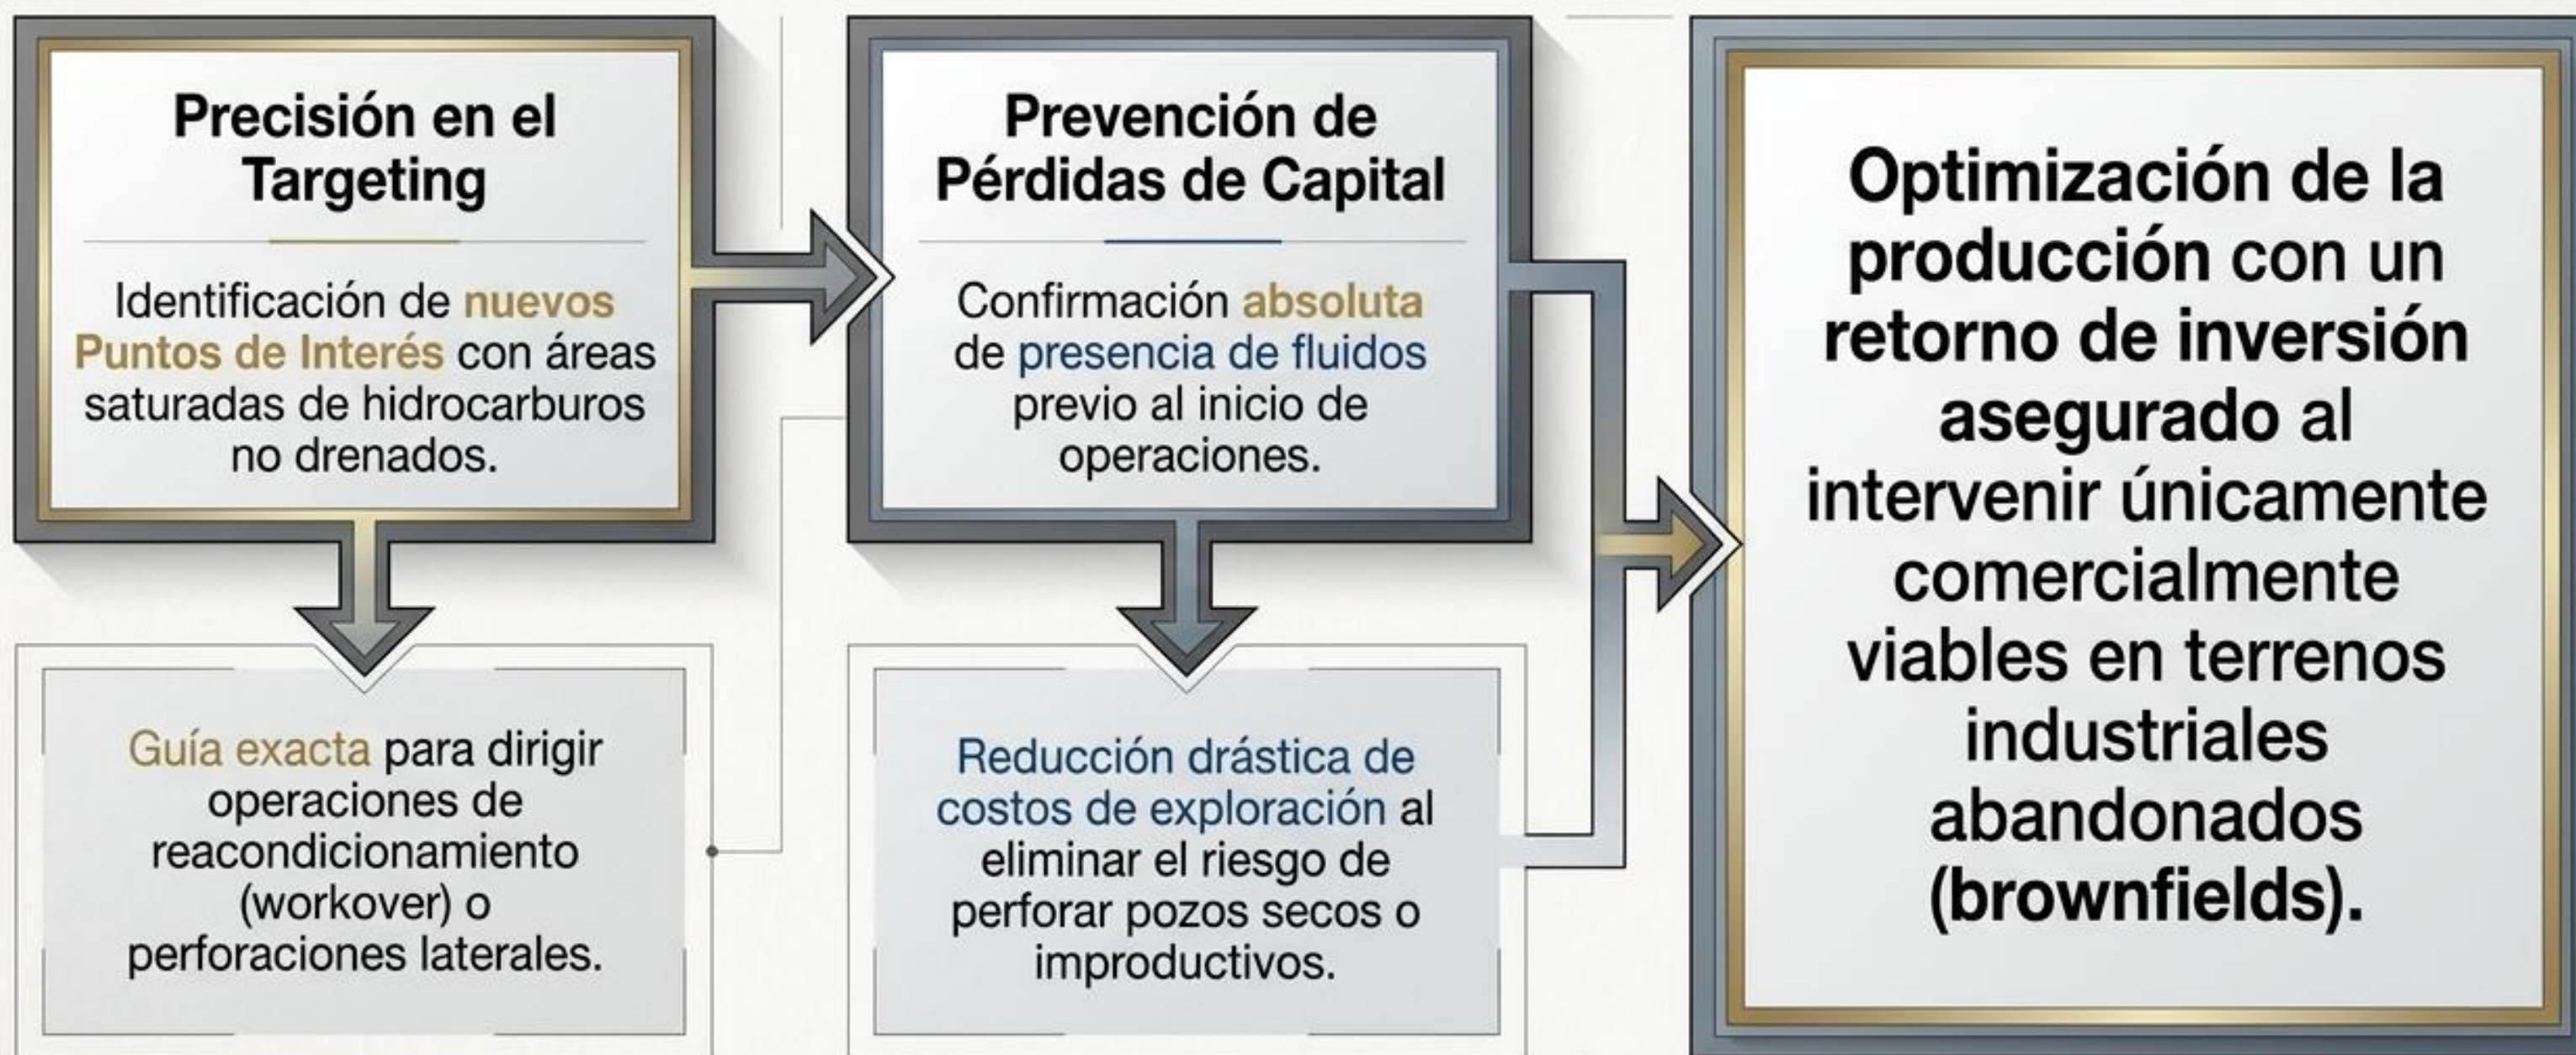 Precisión en el
Targeting
Identificación de nuevos
Puntos de Interés con áreas
saturadas de hidrocarburos
no drenados.
Guía exacta para dirigir
operaciones de
reacondicionamiento
(workover) o
perforaciones laterales.
Prevención de
Pérdidas de Capital
Confirmación absoluta
de presencia de fluidos
previo al inicio de
operaciones.
Reducción drástica de
costos de exploración al
eliminar el riesgo de
perforar pozos secos o
improductivos.
Optimización de la
producción con un
retorno de inversión
asegurado al
intervenir únicamente
comercialmente
viables en terrenos
industriales
abandonados
(brownfields).